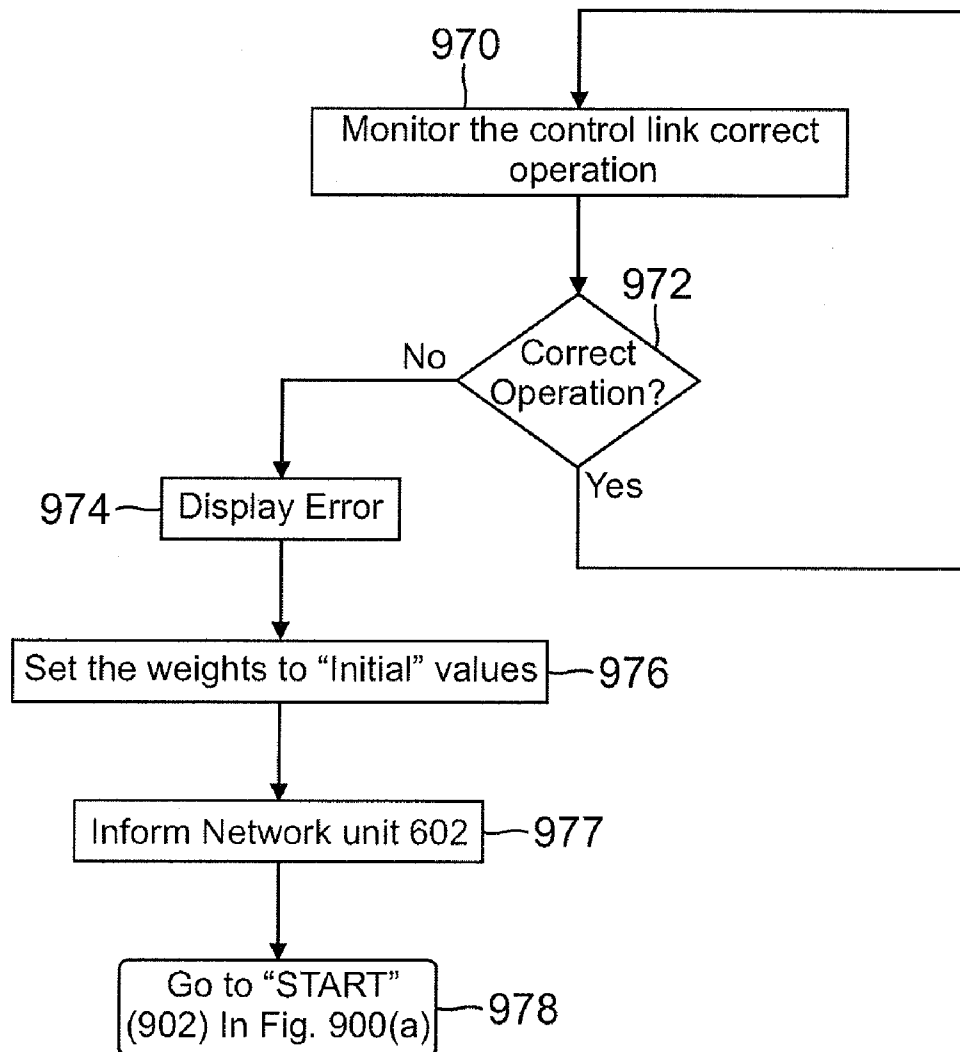 970
Monitor the control link correct
operation
972
No
Correct
Operation?
Yes
974
Display Error
Set the weights to “Initial” values
976
Inform Network unit 602
977
Go to “START”
(902) In Fig. 900(a)
978